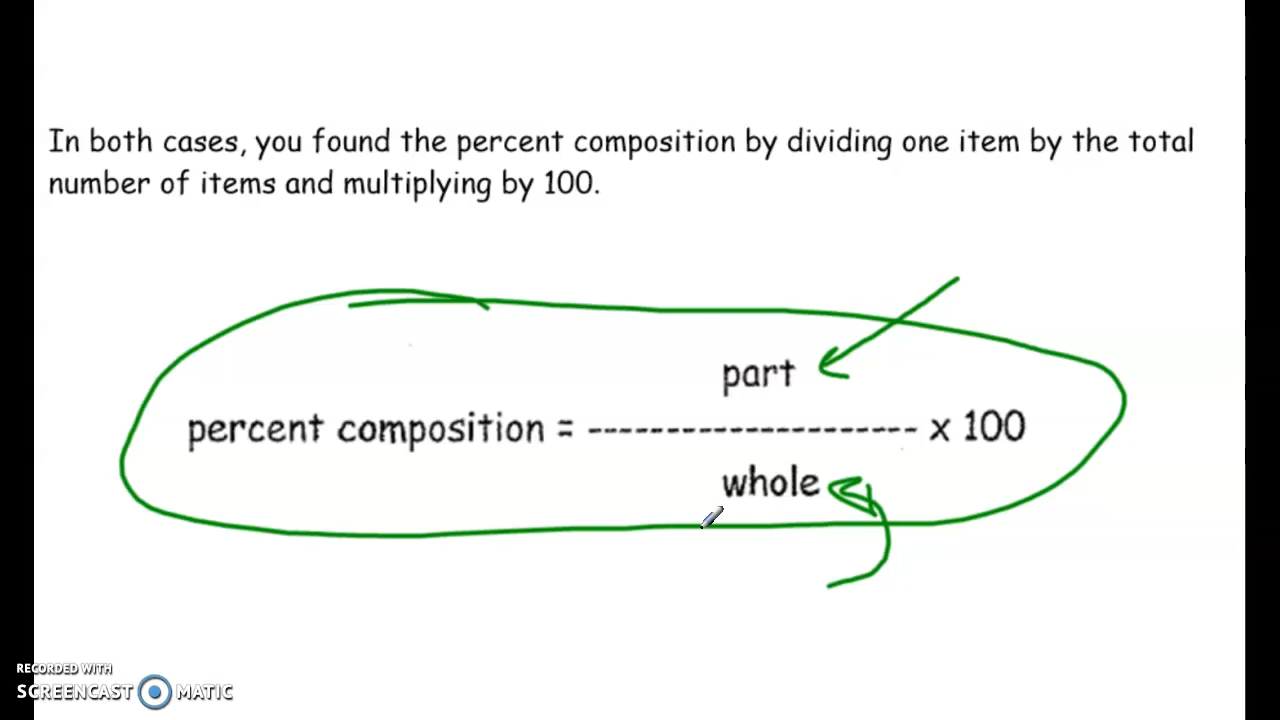 In both cases, you found the percent composition by dividing one item by the total
number of items and multiplying by 100.
part
percent composition = --------------------- x 100
whole
RECORDED WITH
SCREENCAST MATIC